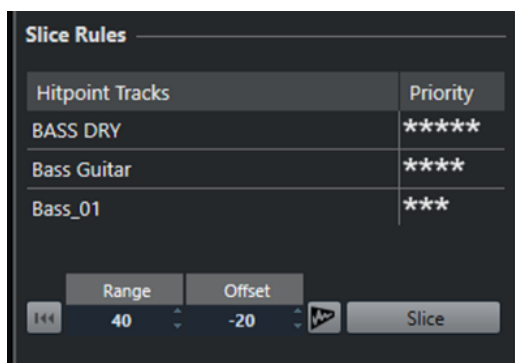 Slice Rules
Hitpoint Tracks Priority
BASS DRY *****
Bass Guitar ****
Bass_01 ***
Range Offset
40 -20 Slice